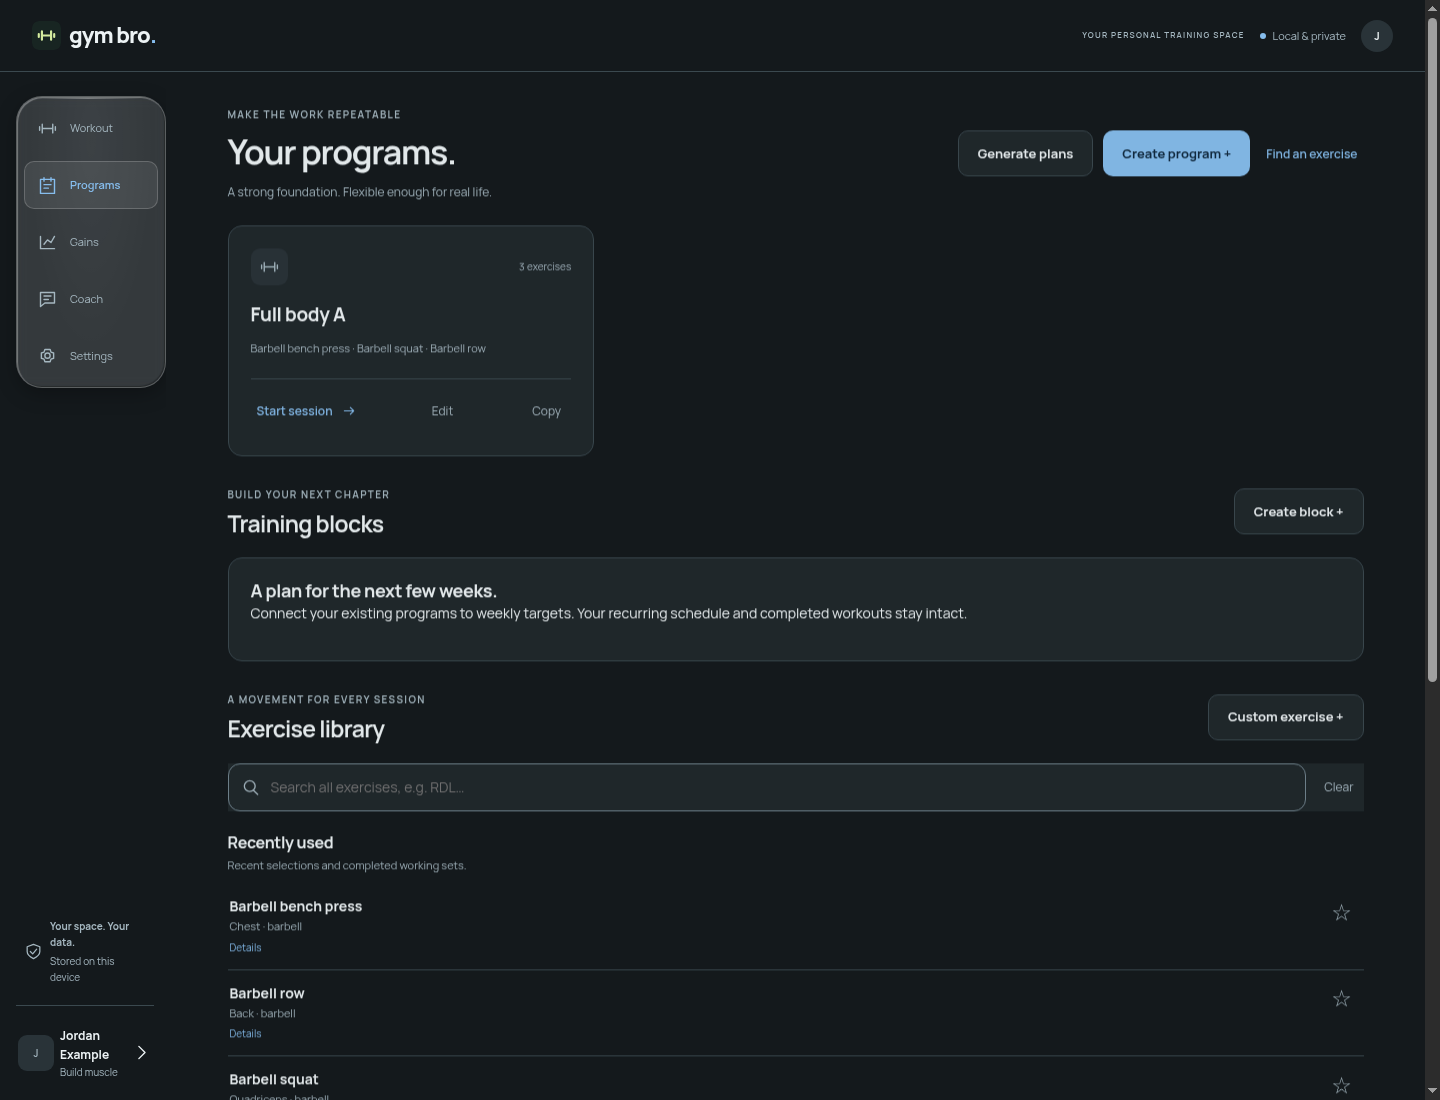 gym bro.
YOUR PERSONAL TRAINING SPACE
Local & private
J
Workout
Programs
Gains
Coach
Settings
Your space. Your
data.
Stored on this
device
J
Jordan
Example
Build muscle
MAKE THE WORK REPEATABLE
Your programs.
A strong foundation. Flexible enough for real life.
Generate plans
Create program +
Find an exercise
3 exercises
Full body A
Barbell bench press · Barbell squat · Barbell row
Start session →
Edit
Copy
BUILD YOUR NEXT CHAPTER
Training blocks
Create block +
A plan for the next few weeks.
Connect your existing programs to weekly targets. Your recurring schedule and completed workouts stay intact.
A MOVEMENT FOR EVERY SESSION
Exercise library
Custom exercise +
Search all exercises, e.g. RDL...
Clear
Recently used
Recent selections and completed working sets.
Barbell bench press
Chest · barbell
Details
Barbell row
Back · barbell
Details
Barbell squat
Quadriceps · barbell